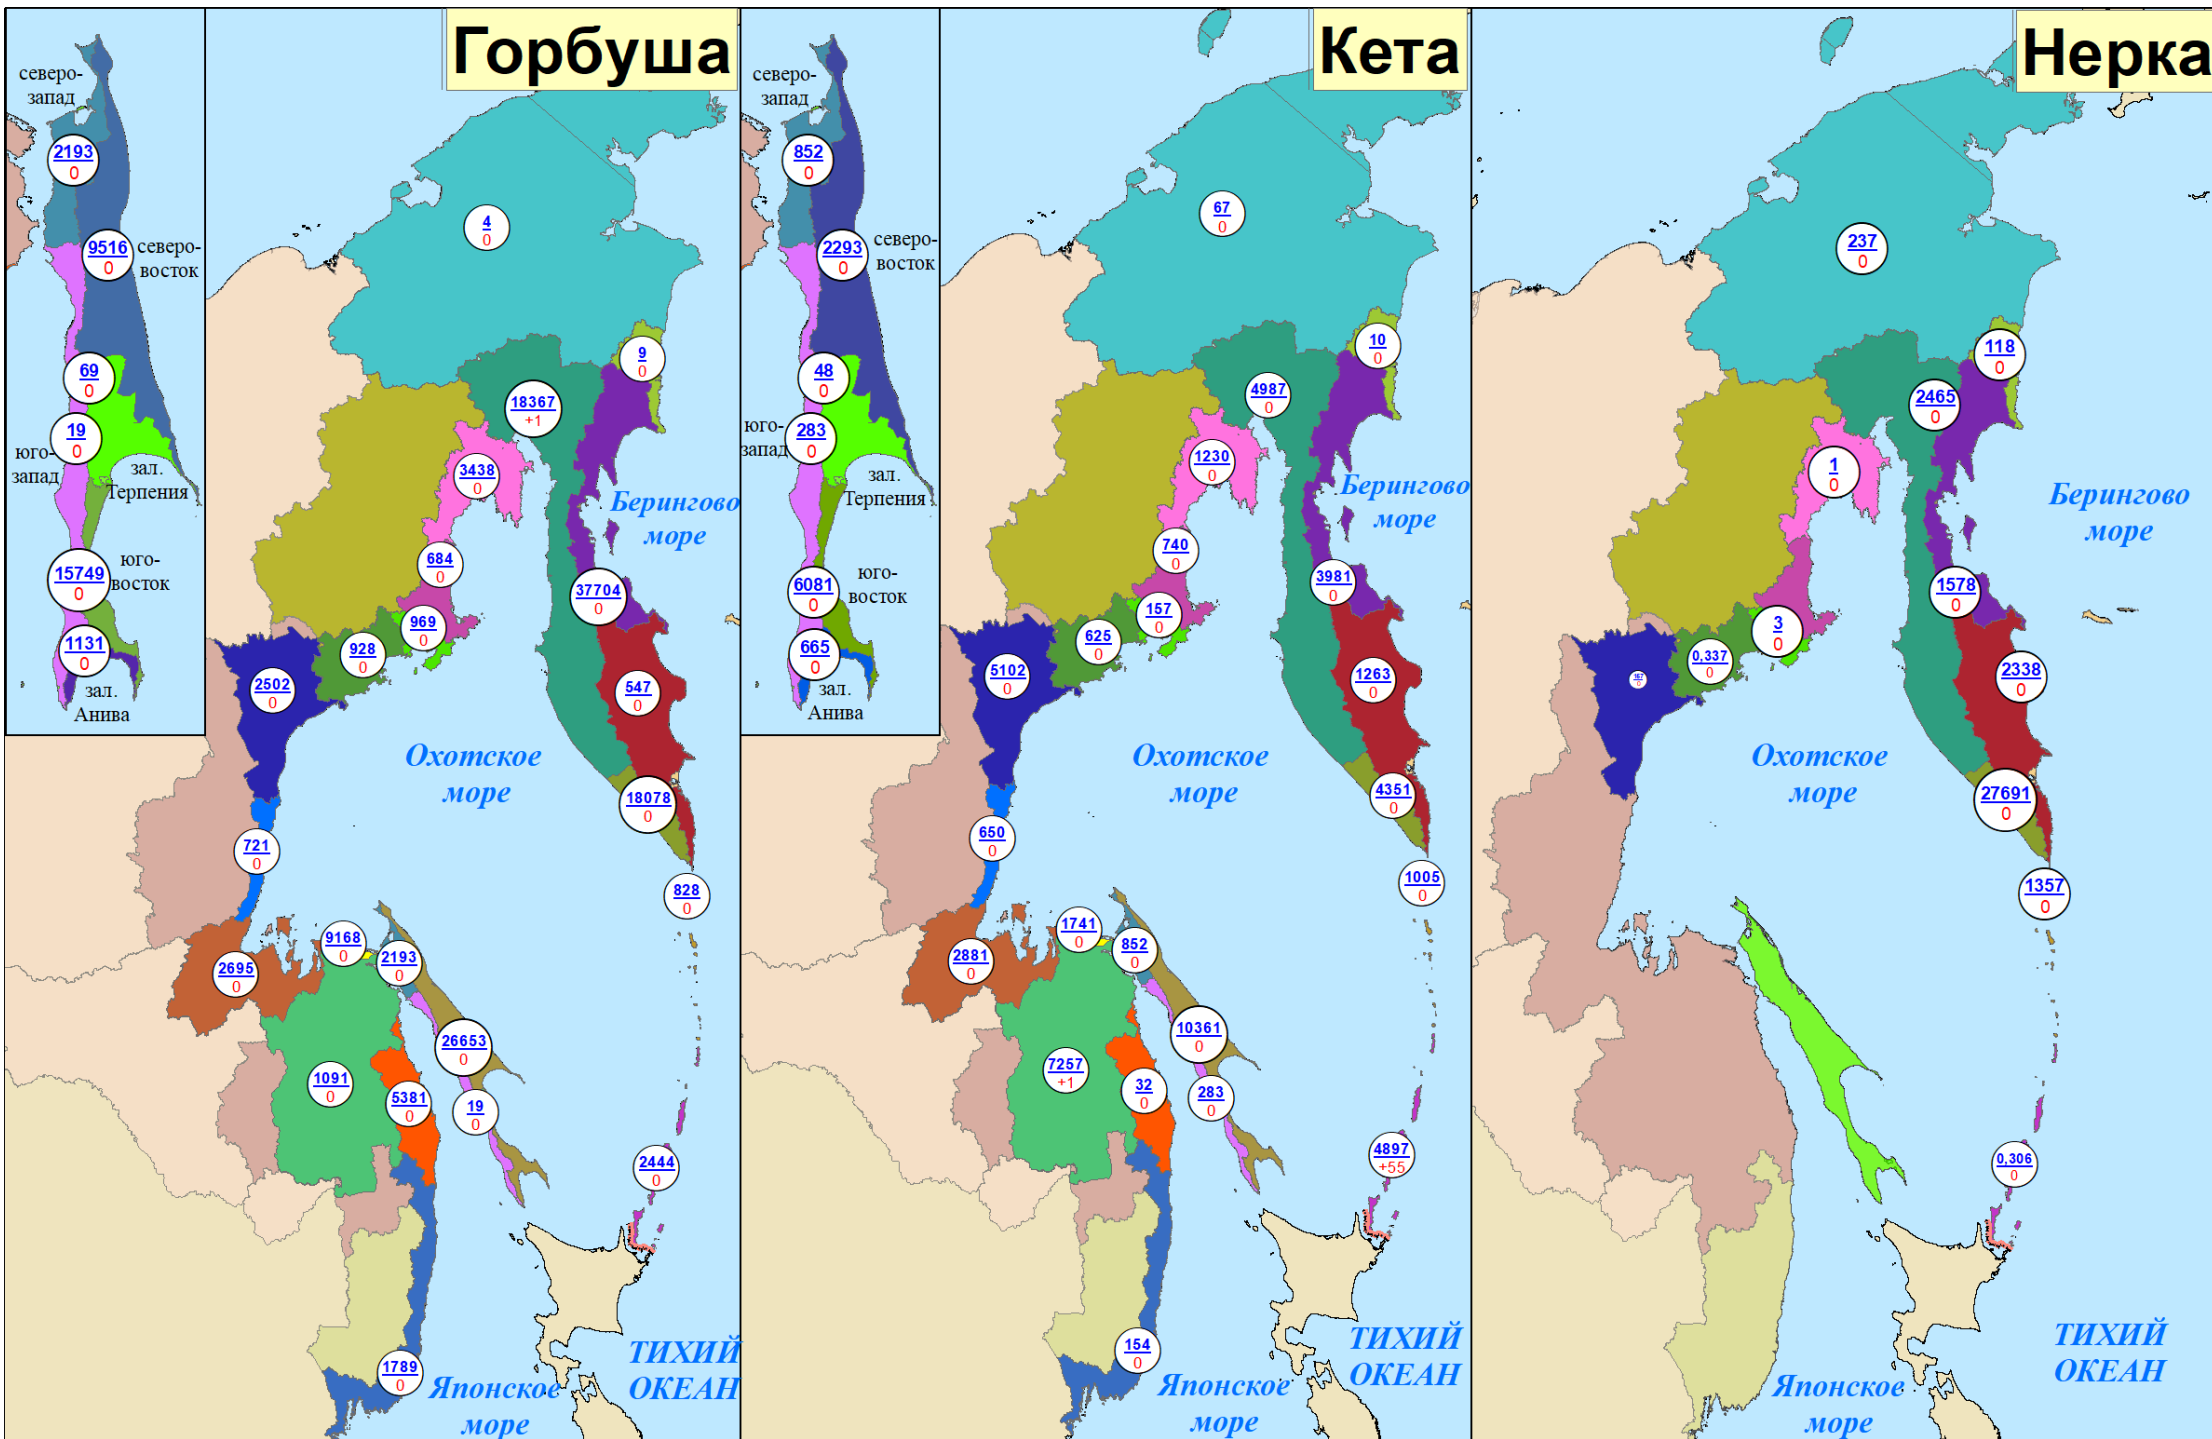 Горбуша
северо-
запад
2193
0
9516
0
северо-
восток
69
0
19
0
юго-
запад
зал.
Терпения
15749
0
юго-
восток
1131
0
зал.
Анива
4
0
9
0
18367
+1
3438
0
Берингово
море
684
0
37704
0
969
0
928
0
2502
0
547
0
Охотское
море
18078
0
721
0
828
0
9168
0
2193
0
2695
0
26653
0
1091
0
5381
0
19
0
2444
0
1789
0
Японское
море
ТИХИЙ
ОКЕАН
Кета
северо-
запад
852
0
2293
0
северо-
восток
48
0
283
0
юго-
запад
зал.
Терпения
6081
0
юго-
восток
665
0
зал.
Анива
67
0
10
0
4987
0
1230
0
Берингово
море
740
0
3981
0
157
0
625
0
5102
0
1263
0
Охотское
море
4351
0
650
0
1005
0
1741
0
852
0
2881
0
10361
0
7257
+1
32
0
283
0
4897
+55
154
0
Японское
море
ТИХИЙ
ОКЕАН
Нерка
237
0
118
0
2465
0
1
0
Берингово
море
1578
0
3
0
0,337
0
167
0
2338
0
Охотское
море
27691
0
1357
0
0,306
0
ТИХИЙ
ОКЕАН
Японское
море